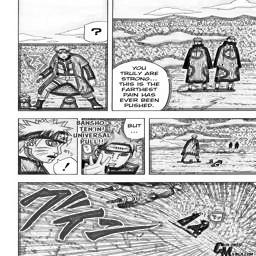 ?
YOU
TRULY ARE
STRONG...
THIS IS THE
FARTHEST
PAIN HAS
EVER BEEN
PUSHED.
BANSHO
TEN'IN!
UNIVERSAL
PULL!!
!
BUT
...